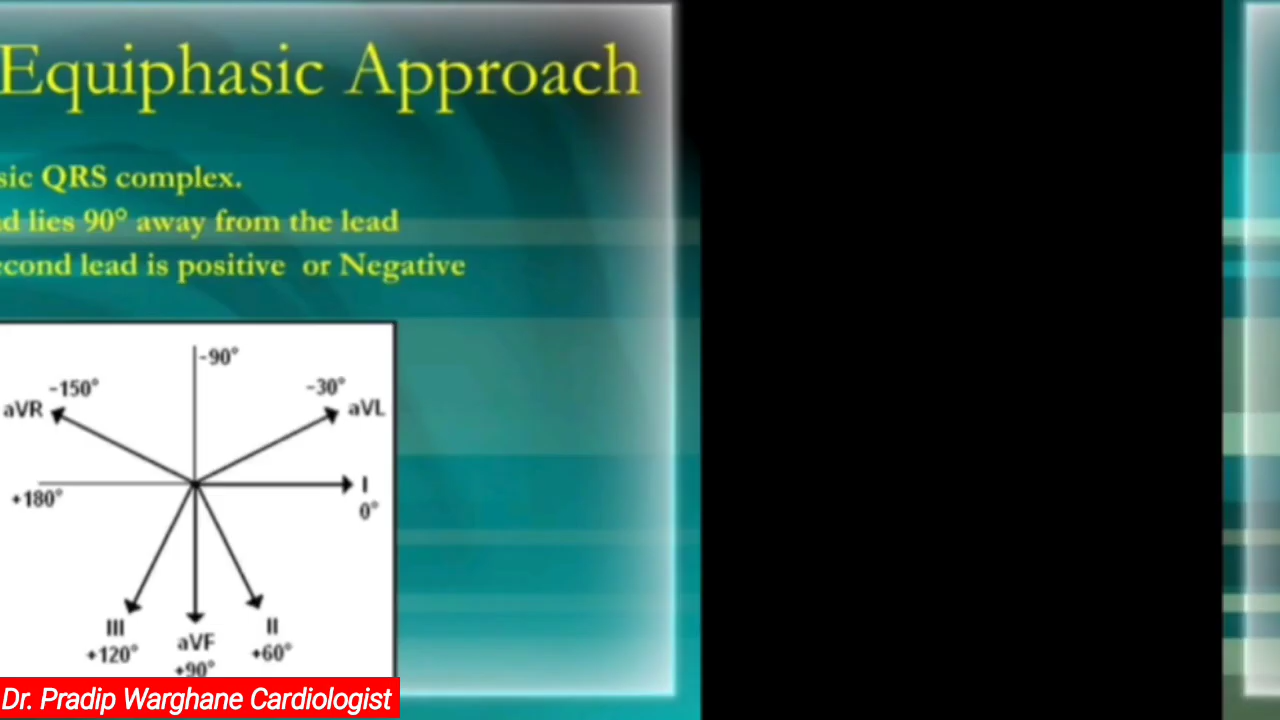 Equiphasic Approach
sic QRS complex.
d lies 90° away from the lead
econd lead is positive or Negative
-90°
-150°
-30°
aVR
aVL
I
+180°
0°
III
II
aVF
+120°
+60°
+90°
Dr. Pradip Warghane Cardiologist